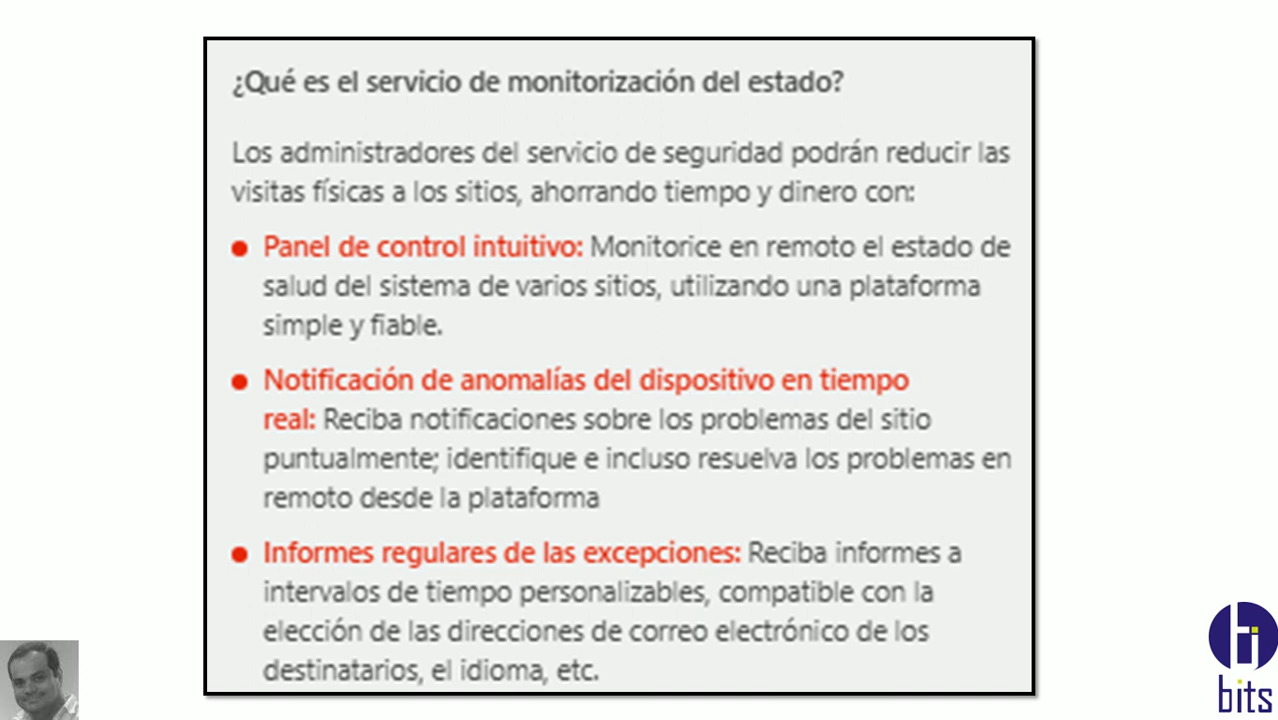 ¿Qué es el servicio de monitorización del estado?
Los administradores del servicio de seguridad podrán reducir las
visitas físicas a los sitios, ahorrando tiempo y dinero con:
Panel de control intuitivo: Monitorice en remoto el estado de
salud del sistema de varios sitios, utilizando una plataforma
simple y fiable.
Notificación de anomalías del dispositivo en tiempo
real: Reciba notificaciones sobre los problemas del sitio
puntualmente; identifique e incluso resuelva los problemas en
remoto desde la plataforma
Informes regulares de las excepciones: Reciba informes a
intervalos de tiempo personalizables, compatible con la
elección de las direcciones de correo electrónico de los
destinatarios, el idioma, etc.
bits